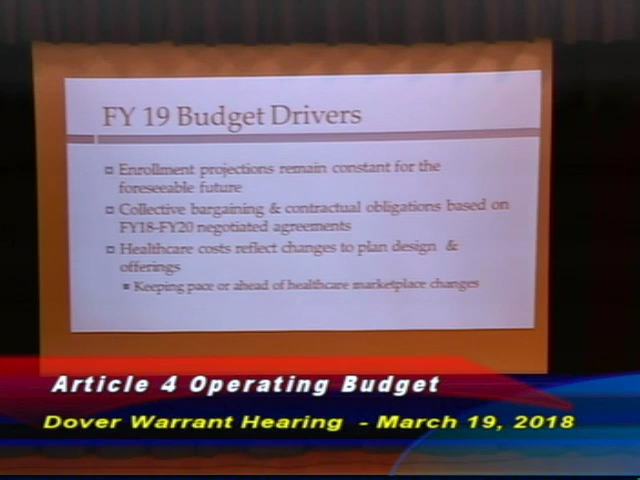 FY 19 Budget Drivers
Enrollment projections remain constant for the
foreseeable future
Collective bargaining & contractual obligations based on
FY18-FY20 negotiated agreements
Healthcare costs reflect changes to plan design &
offerings
Keeping pace or ahead of healthcare marketplace changes
Article 4 Operating Budget
Dover Warrant Hearing - March 19, 2018